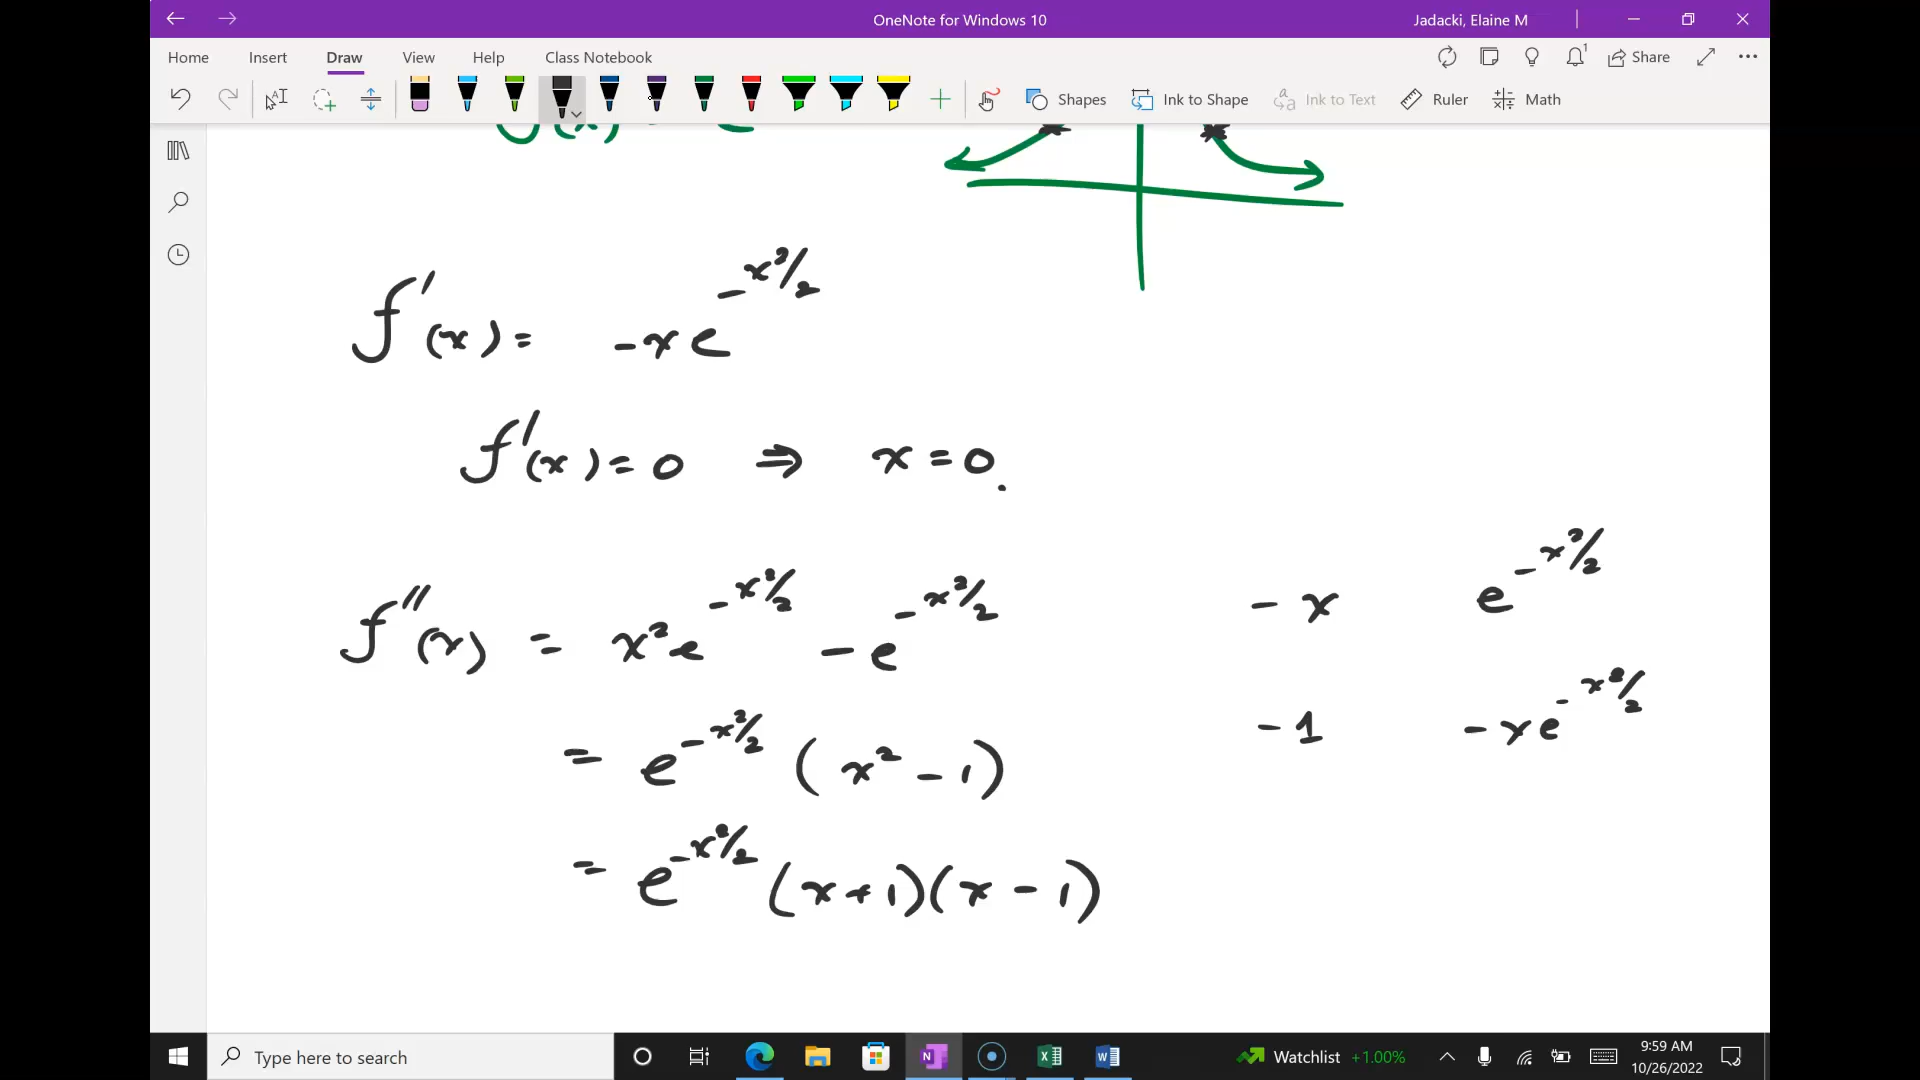 OneNote for Windows 10
Jadacki, Elaine M
Home Insert Draw View Help Class Notebook
1
Share
Shapes Ink to Shape Ink to Text Ruler Math
f'(x) = -xe^{-x²/2}
f'(x) = 0 ⇒ x = 0.
f''(x) = x²e^{-x²/2} - e^{-x²/2}
-x e^{-x²/2}
= e^{-x²/2} (x² - 1)
-1 -xe^{-x²/2}
= e^{-x²/2} (x+1)(x-1)
Type here to search
Watchlist +1.00%
9:59 AM
10/26/2022